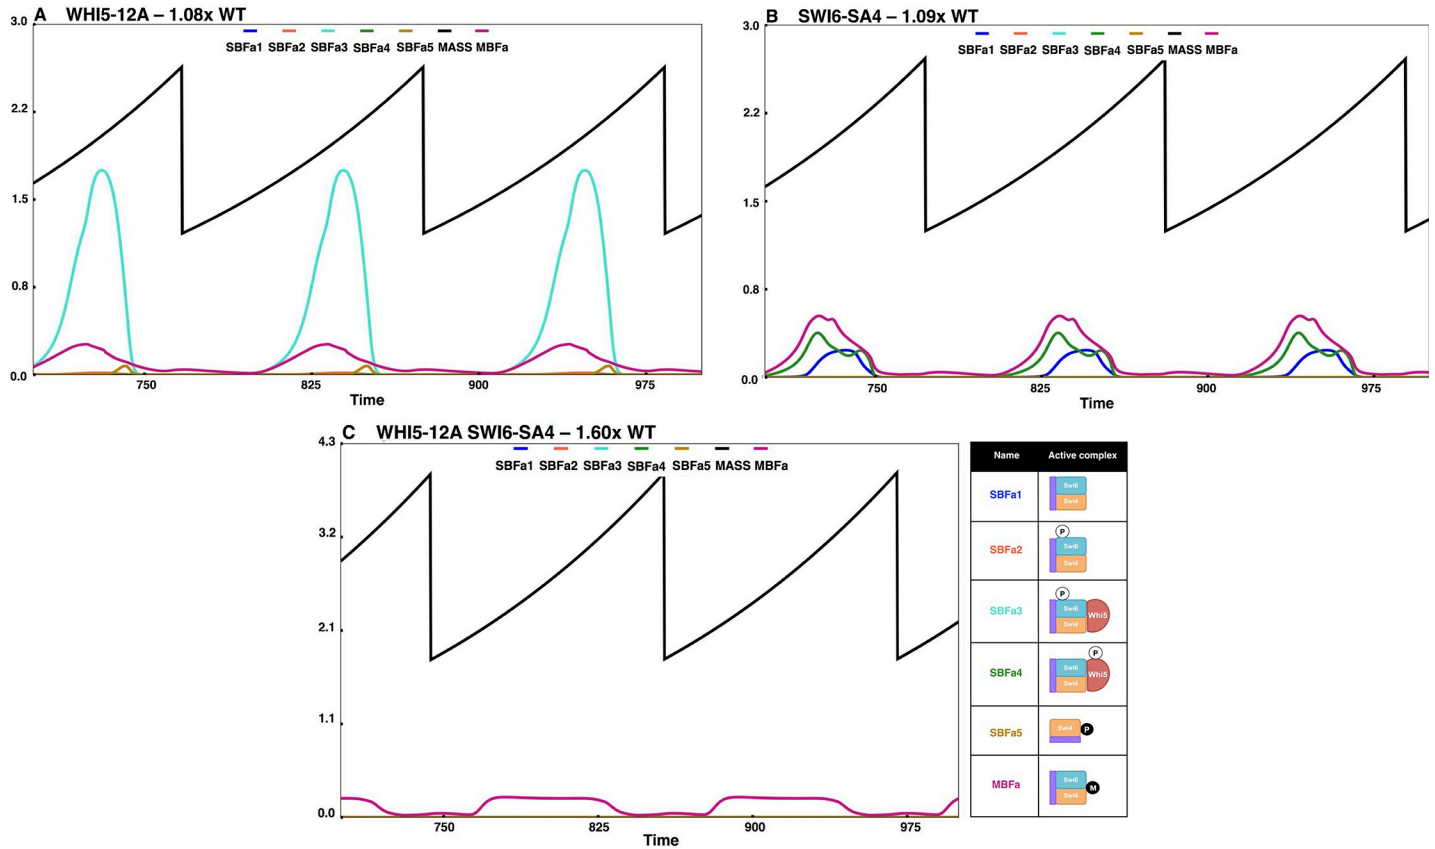 A WHI5-12A – 1.08x WT
SBFa1 SBFa2 SBFa3 SBFa4 SBFa5 MASS MBFa
3.0
2.2
1.5
0.8
0.0
750 825 900 975
Time
B SWI6-SA4 – 1.09x WT
SBFa1 SBFa2 SBFa3 SBFa4 SBFa5 MASS MBFa
3.0
2.2
1.5
0.8
0.0
750 825 900 975
Time
C WHI5-12A SWI6-SA4 – 1.60x WT
SBFa1 SBFa2 SBFa3 SBFa4 SBFa5 MASS MBFa
4.3
3.2
2.1
1.1
0.0
750 825 900 975
Time
Name Active complex
SBFa1
Swi6
Swi4
SBFa2
P
Swi6
Swi4
SBFa3
P
Swi6
Swi4
Whi5
SBFa4
P
Swi6
Swi4
Whi5
SBFa5
Swi4
P
MBFa
Swi6
Swi4
M